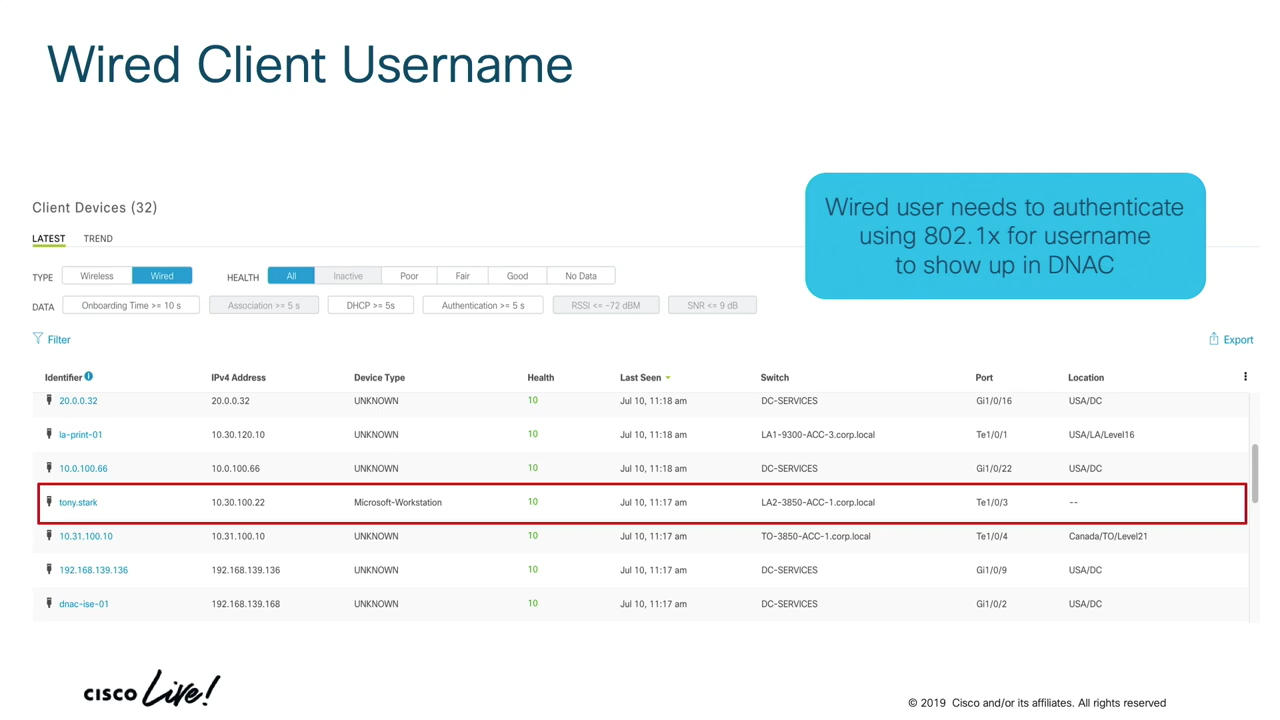 Wired Client Username
Wired user needs to authenticate
using 802.1x for username
to show up in DNAC
Client Devices (32)
LATEST TREND
TYPE Wireless Wired HEALTH All Inactive Poor Fair Good No Data
DATA Onboarding Time >= 10 s Association >= 5 s DHCP >= 5s Authentication >= 5 s RSSI <= -72 dBM SNR <= 9 dB
Filter Export
Identifier IPv4 Address Device Type Health Last Seen Switch Port Location
20.0.0.32 20.0.0.32 UNKNOWN 10 Jul 10, 11:18 am DC-SERVICES Gi1/0/16 USA/DC
la-print-01 10.30.120.10 UNKNOWN 10 Jul 10, 11:18 am LA1-9300-ACC-3.corp.local Te1/0/1 USA/LA/Level16
10.0.100.66 10.0.100.66 UNKNOWN 10 Jul 10, 11:18 am DC-SERVICES Gi1/0/22 USA/DC
tony.stark 10.30.100.22 Microsoft-Workstation 10 Jul 10, 11:17 am LA2-3850-ACC-1.corp.local Te1/0/3 --
10.31.100.10 10.31.100.10 UNKNOWN 10 Jul 10, 11:17 am TO-3850-ACC-1.corp.local Te1/0/4 Canada/TO/Level21
192.168.139.136 192.168.139.136 UNKNOWN 10 Jul 10, 11:17 am DC-SERVICES Gi1/0/9 USA/DC
dnac-ise-01 192.168.139.168 UNKNOWN 10 Jul 10, 11:17 am DC-SERVICES Gi1/0/2 USA/DC
CISCO Live!
© 2019 Cisco and/or its affiliates. All rights reserved